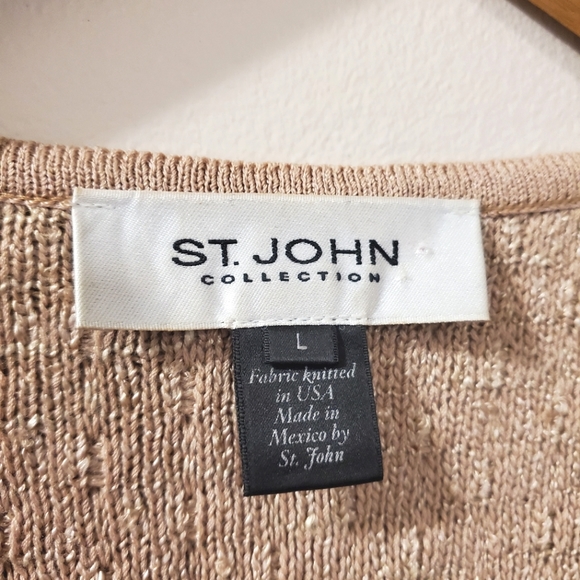 ST. JOHN
COLLECTION
L
Fabric knitted
in USA
Made in
Mexico by
St. John